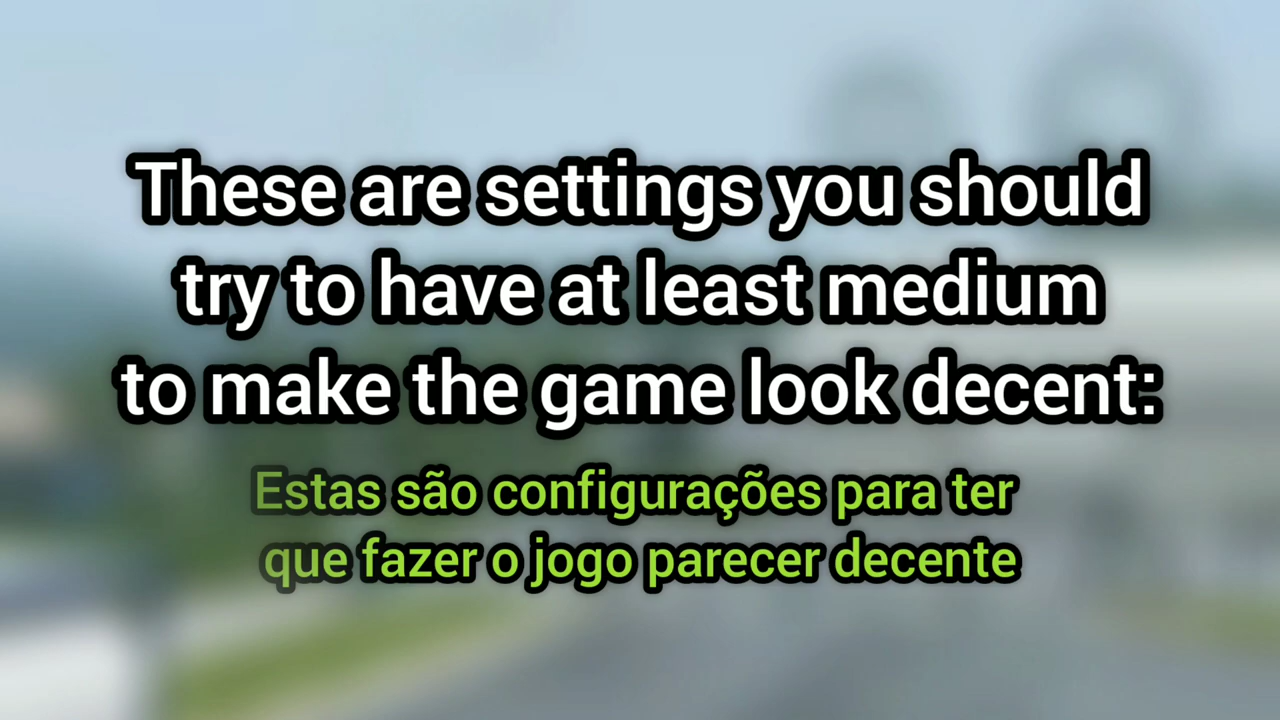 These are settings you should
try to have at least medium
to make the game look decent:
Estas são configurações para ter
que fazer o jogo parecer decente